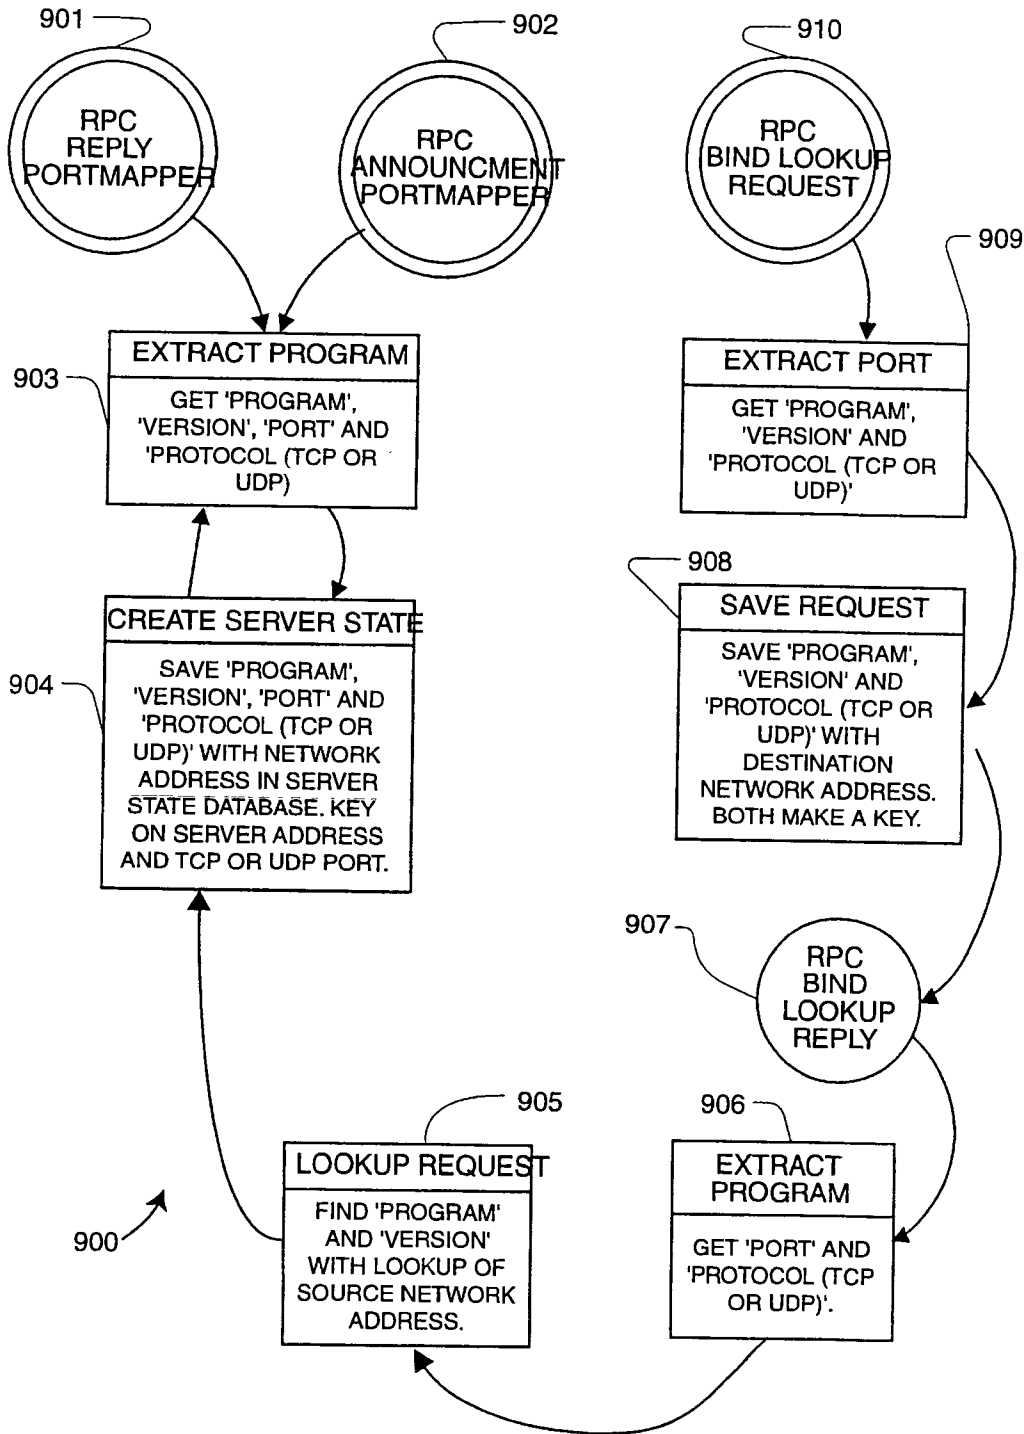 901
RPC
REPLY
PORTMAPPER
902
RPC
ANNOUNCMENT
PORTMAPPER
910
RPC
BIND LOOKUP
REQUEST
909
903
EXTRACT PROGRAM
GET 'PROGRAM',
'VERSION', 'PORT' AND
'PROTOCOL (TCP OR
UDP)
EXTRACT PORT
GET 'PROGRAM',
'VERSION' AND
'PROTOCOL (TCP OR
UDP)'
904
CREATE SERVER STATE
SAVE 'PROGRAM',
'VERSION', 'PORT' AND
'PROTOCOL (TCP OR
UDP)' WITH NETWORK
ADDRESS IN SERVER
STATE DATABASE. KEY
ON SERVER ADDRESS
AND TCP OR UDP PORT.
908
SAVE REQUEST
SAVE 'PROGRAM',
'VERSION' AND
'PROTOCOL (TCP OR
UDP)' WITH
DESTINATION
NETWORK ADDRESS.
BOTH MAKE A KEY.
907
RPC
BIND
LOOKUP
REPLY
905
LOOKUP REQUEST
FIND 'PROGRAM'
AND 'VERSION'
WITH LOOKUP OF
SOURCE NETWORK
ADDRESS.
906
EXTRACT
PROGRAM
GET 'PORT' AND
'PROTOCOL (TCP
OR UDP)'.
900